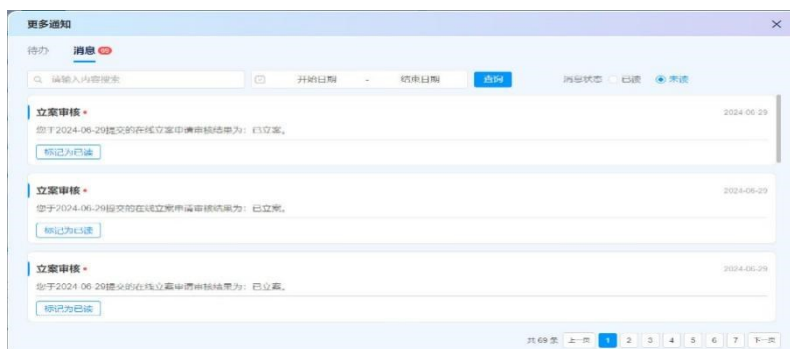 更多通知
待办 消息
请输入内容搜索 开始日期 - 结束日期 查询 消息状态 已读 未读
立案审核 2024-06-29
您于2024-06-29提交的在线立案申请审核结果为：已立案。
标记为已读
立案审核 2024-06-29
您于2024-06-29提交的在线立案申请审核结果为：已立案。
标记为已读
立案审核 2024-06-29
您于2024-06-29提交的在线立案申请审核结果为：已立案。
标记为已读
共 69 条 上一页 1 2 3 4 5 6 7 下一页